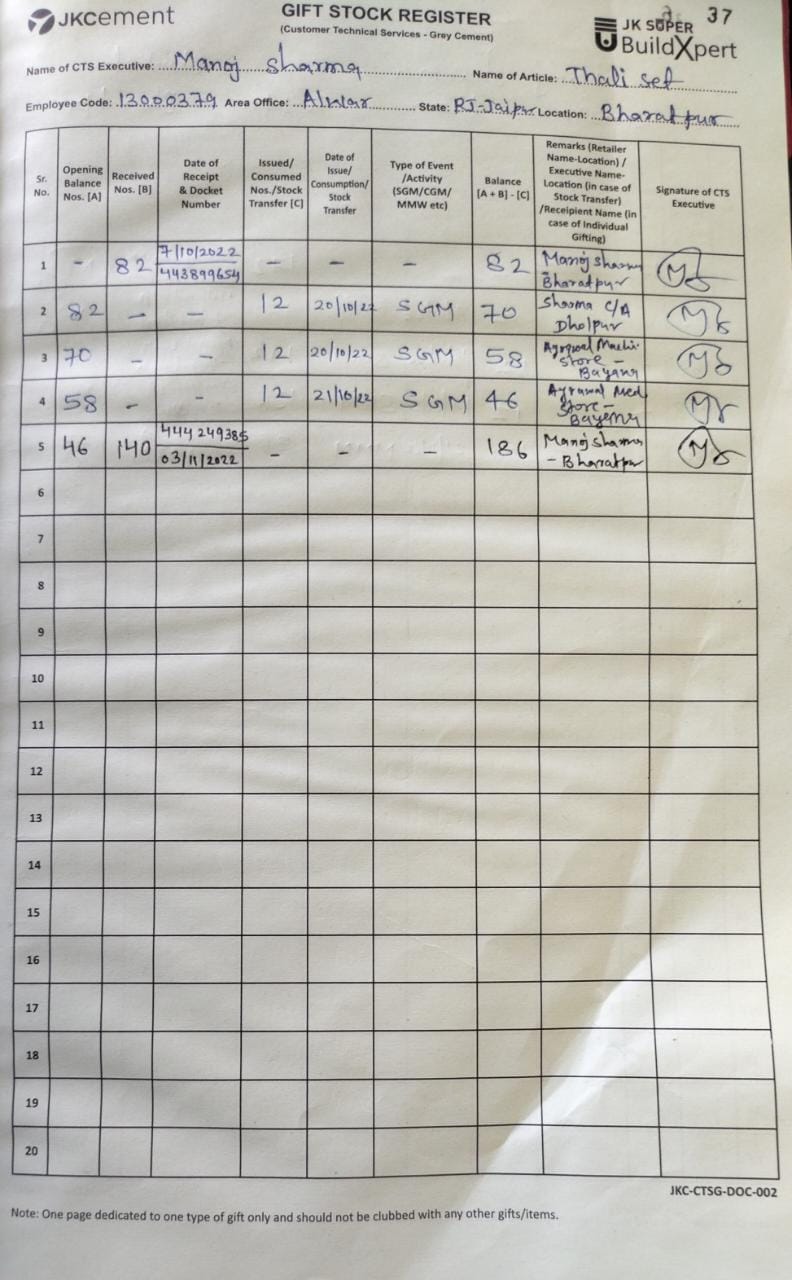 JKCement
GIFT STOCK REGISTER
(Customer Technical Services - Grey Cement)
37
JK SUPER
BuildXpert
Name of CTS Executive: Manoj Sharma Name of Article: Thali set
Employee Code: 13000379 Area Office: Alwar State: RJ-Jaipur Location: Bharatpur
Sr. No. Opening Balance Nos. [A] Received Nos. [B] Date of Receipt & Docket Number Issued/ Consumed Nos./Stock Transfer [C] Date of Issue/ Consumption/ Stock Transfer Type of Event /Activity (SGM/CGM/ MMW etc) Balance [A + B] - [C] Remarks (Retailer Name-Location) / Executive Name- Location (in case of Stock Transfer) /Receipient Name (in case of Individual Gifting) Signature of CTS Executive
1 - 82 7/10/2022 443899654 - - - 82 Manoj Sharma Bharatpur
2 82 - - 12 20/10/22 SGM 70 Sharma C/A Dholpur
3 70 - - 12 20/10/22 SGM 58 Agrawal Store - Bayana
4 58 - - 12 21/10/22 SGM 46 Agrawal Med Store - Bayana
5 46 140 444249385 03/11/2022 - - - 186 Manoj Sharma - Bharatpur
6
7
8
9
10
11
12
13
14
15
16
17
18
19
20
JKC-CTSG-DOC-002
Note: One page dedicated to one type of gift only and should not be clubbed with any other gifts/items.